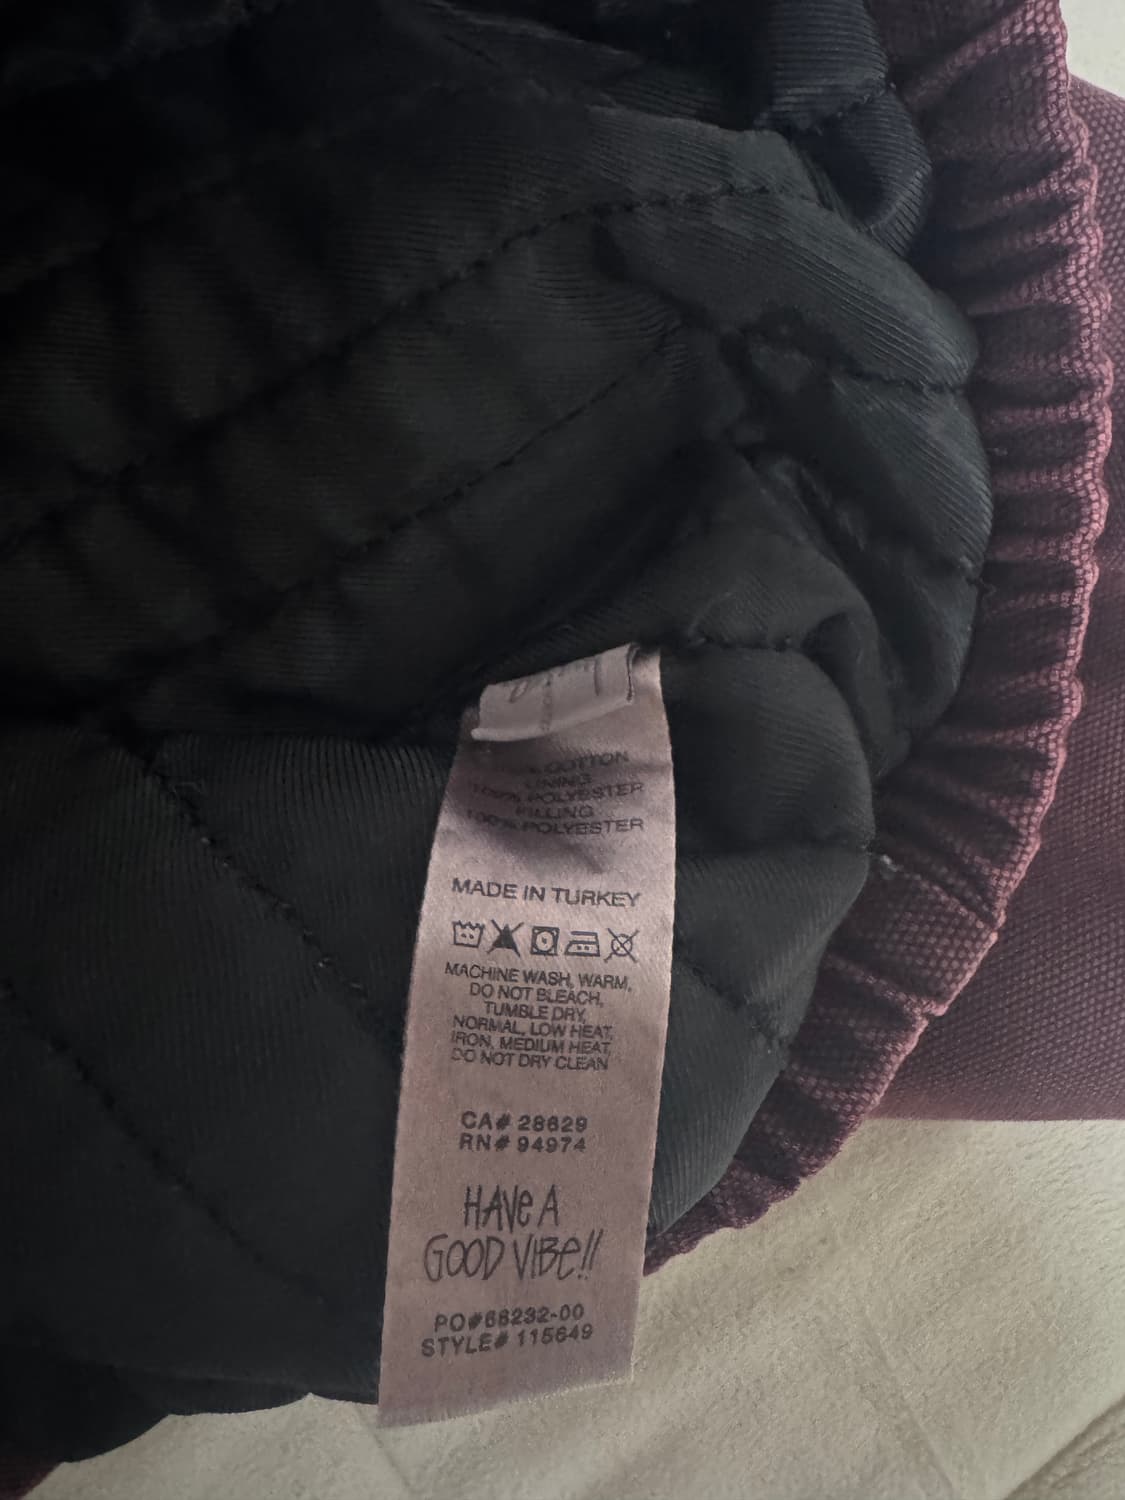 COTTON
LINING
100% POLYESTER
FILLING
100% POLYESTER
MADE IN TURKEY
MACHINE WASH, WARM,
DO NOT BLEACH,
TUMBLE DRY,
NORMAL, LOW HEAT,
IRON, MEDIUM HEAT,
DO NOT DRY CLEAN
CA# 28629
RN# 94974
HAVE A
GOOD VIBE!!
PO#68232-00
STYLE# 115649